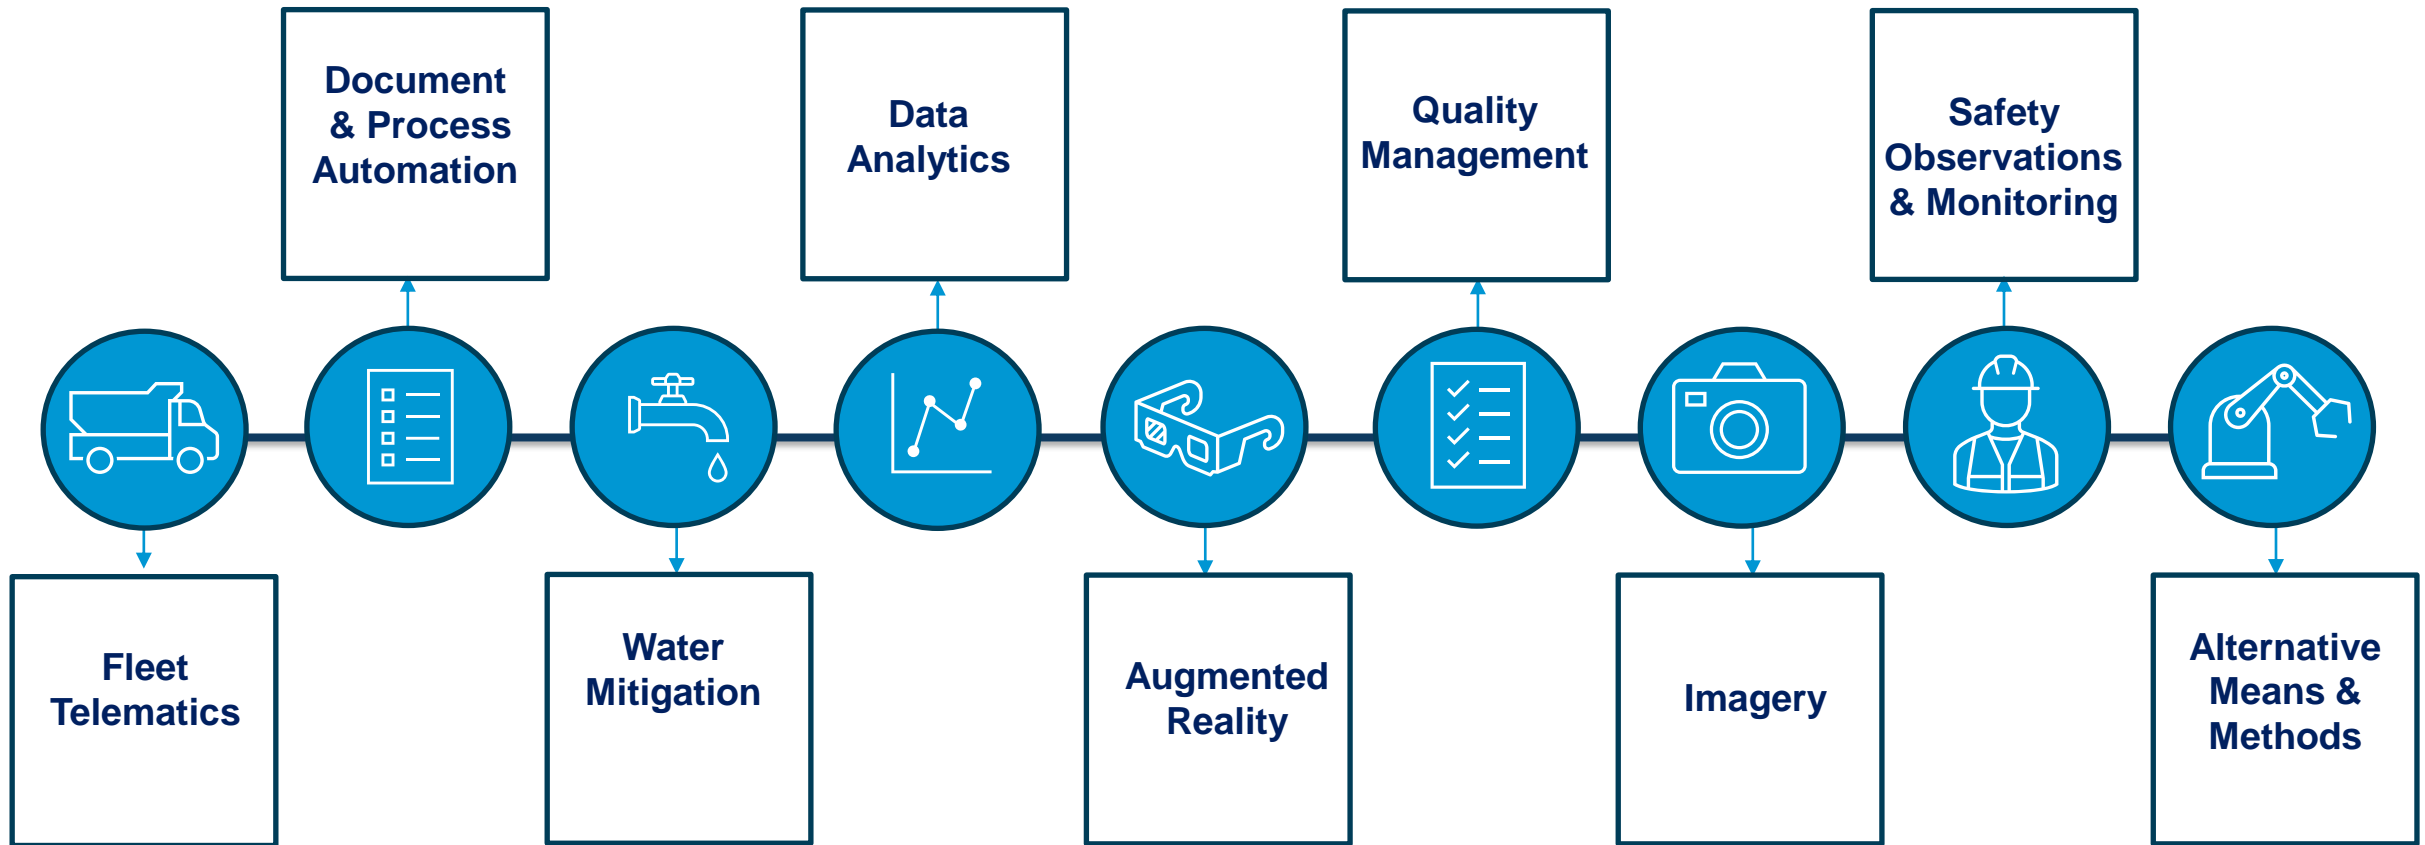 Document
& Process
Automation
Data
Analytics
Quality
Management
Safety
Observations
& Monitoring
Fleet
Telematics
Water
Mitigation
Augmented
Reality
Imagery
Alternative
Means &
Methods